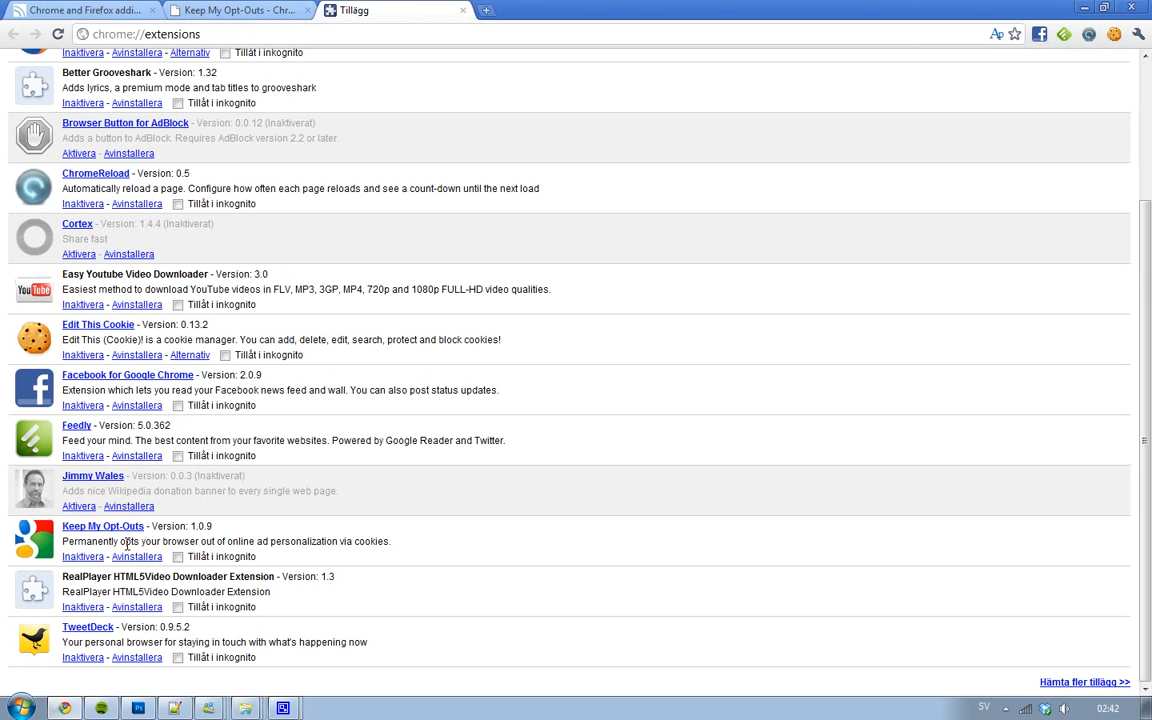 Chrome and Firefox addi...
Keep My Opt-Outs - Chr...
Tillägg
chrome://extensions
Inaktivera - Avinstallera - Alternativ Tillåt i inkognito
Better Grooveshark - Version: 1.32
Adds lyrics, a premium mode and tab titles to grooveshark
Inaktivera - Avinstallera Tillåt i inkognito
Browser Button for AdBlock - Version: 0.0.12 (Inaktiverat)
Adds a button to AdBlock. Requires AdBlock version 2.2 or later.
Aktivera - Avinstallera
ChromeReload - Version: 0.5
Automatically reload a page. Configure how often each page reloads and see a count-down until the next load
Inaktivera - Avinstallera Tillåt i inkognito
Cortex - Version: 1.4.4 (Inaktiverat)
Share fast
Aktivera - Avinstallera
Easy Youtube Video Downloader - Version: 3.0
You Tube
Easiest method to download YouTube videos in FLV, MP3, 3GP, MP4, 720p and 1080p FULL-HD video qualities.
Inaktivera - Avinstallera Tillåt i inkognito
Edit This Cookie - Version: 0.13.2
Edit This (Cookie)! is a cookie manager. You can add, delete, edit, search, protect and block cookies!
Inaktivera - Avinstallera - Alternativ Tillåt i inkognito
Facebook for Google Chrome - Version: 2.0.9
Extension which lets you read your Facebook news feed and wall. You can also post status updates.
Inaktivera - Avinstallera Tillåt i inkognito
Feedly - Version: 5.0.362
Feed your mind. The best content from your favorite websites. Powered by Google Reader and Twitter.
Inaktivera - Avinstallera Tillåt i inkognito
Jimmy Wales - Version: 0.0.3 (Inaktiverat)
Adds nice Wikipedia donation banner to every single web page.
Aktivera - Avinstallera
Keep My Opt-Outs - Version: 1.0.9
Permanently opts your browser out of online ad personalization via cookies.
Inaktivera - Avinstallera Tillåt i inkognito
RealPlayer HTML5Video Downloader Extension - Version: 1.3
RealPlayer HTML5Video Downloader Extension
Inaktivera - Avinstallera Tillåt i inkognito
TweetDeck - Version: 0.9.5.2
Your personal browser for staying in touch with what's happening now
Inaktivera - Avinstallera Tillåt i inkognito
Hämta fler tillägg >>
SV 02:42